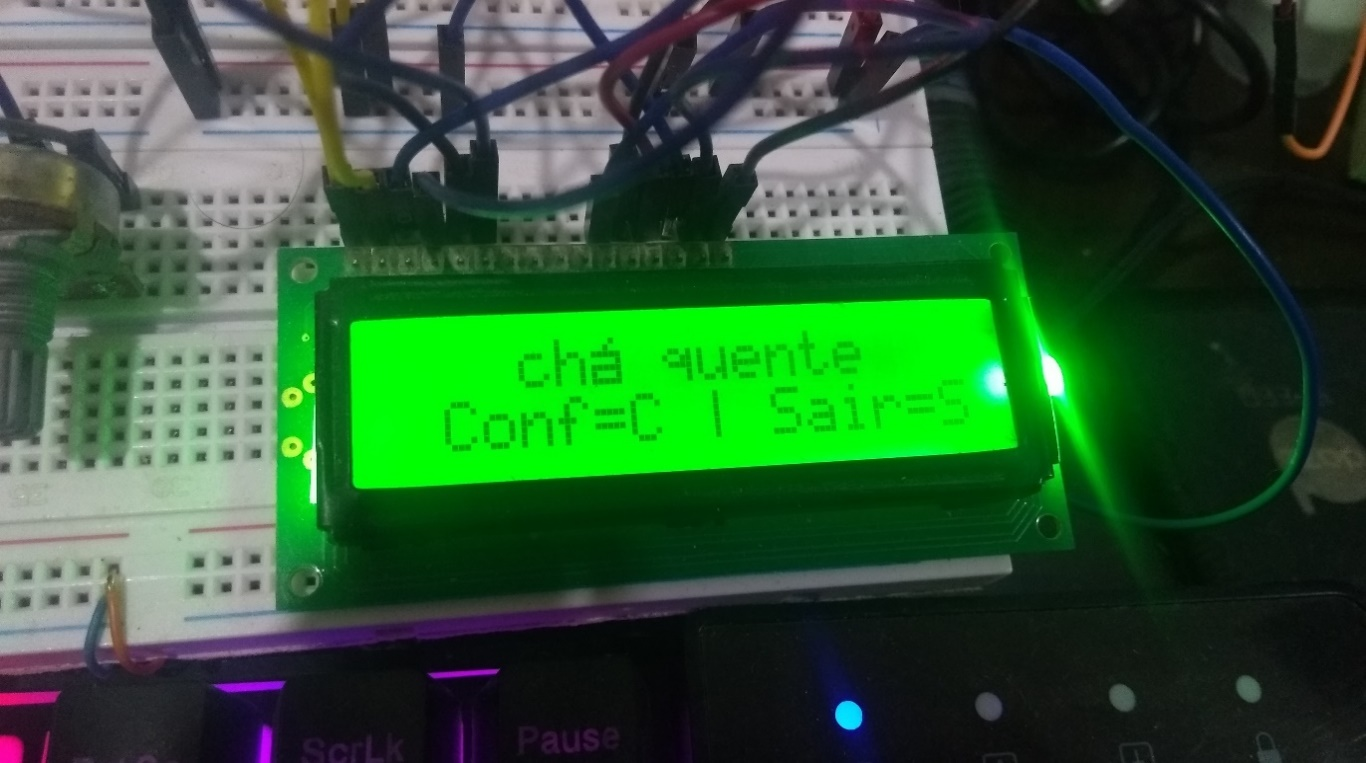 chá quente
Conf=C | Sair=S
ScrLk
Pause